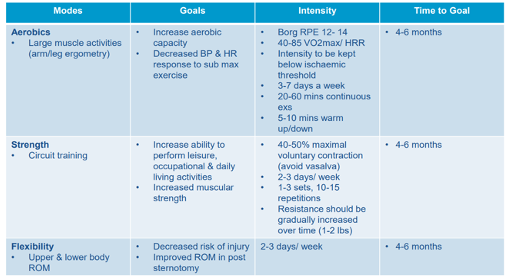 Modes
Goals
Intensity
Time to Goal
Aerobics
• Large muscle activities
(arm/leg ergometry)
• Increase aerobic
capacity
• Decreased BP & HR
response to sub max
exercise
• Borg RPE 12- 14
• 40-85 VO2max/ HRR
• Intensity to be kept
below ischaemic
threshold
• 3-7 days a week
• 20-60 mins continuous
exs
• 5-10 mins warm
up/down
• 4-6 months
Strength
• Circuit training
• Increase ability to
perform leisure,
occupational & daily
living activities
• Increased muscular
strength
• 40-50% maximal
voluntary contraction
(avoid vasalva)
• 2-3 days/ week
• 1-3 sets, 10-15
repetitions
• Resistance should be
gradually increased
over time (1-2 lbs)
• 4-6 months
Flexibility
• Upper & lower body
ROM
• Decreased risk of injury
• Improved ROM in post
sternotomy
2-3 days/ week
• 4-6 months